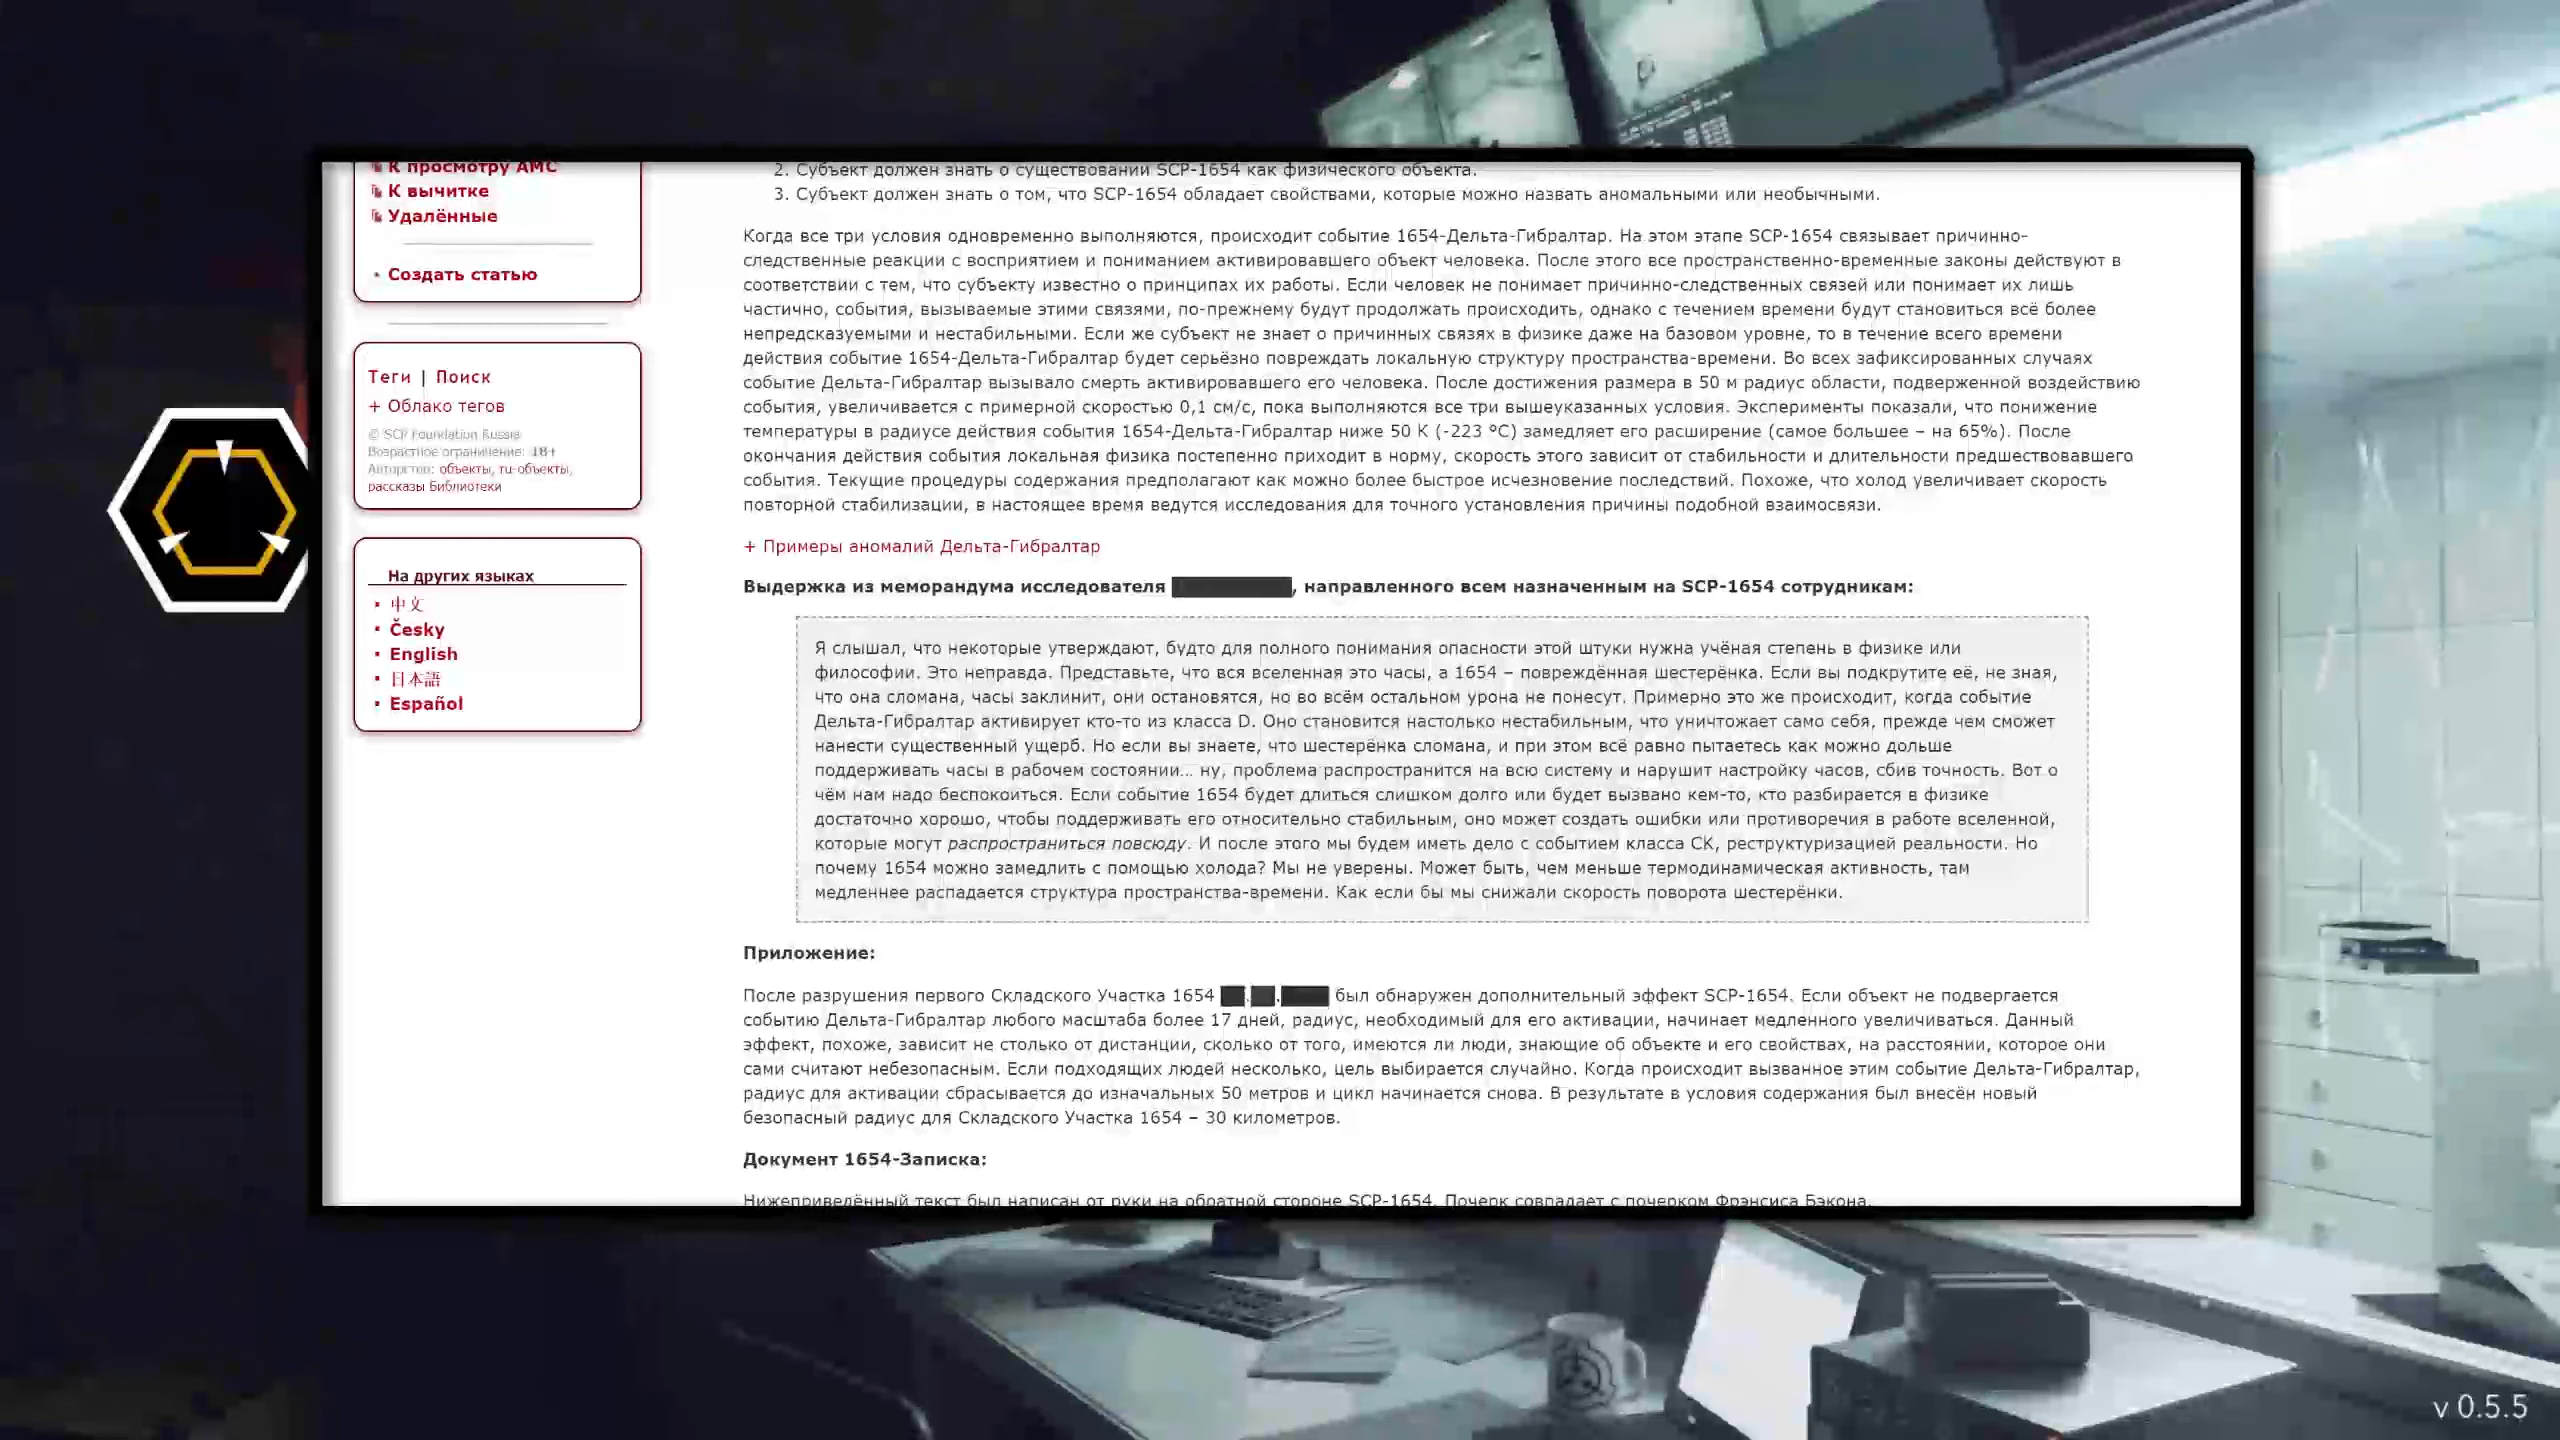 К просмотру АМС
К вычитке
Удалённые
Создать статью
Теги | Поиск
+ Облако тегов
© SCP Foundation Russia
Возрастное ограничение: 18+
Авторство: объекты, ru-объекты,
рассказы Библиотеки
На других языках
中文
Česky
English
日本語
Español
2. Субъект должен знать о существовании SCP-1654 как физического объекта.
3. Субъект должен знать о том, что SCP-1654 обладает свойствами, которые можно назвать аномальными или необычными.
Когда все три условия одновременно выполняются, происходит событие 1654-Дельта-Гибралтар. На этом этапе SCP-1654 связывает причинно-
следственные реакции с восприятием и пониманием активировавшего объект человека. После этого все пространственно-временные законы действуют в
соответствии с тем, что субъекту известно о принципах их работы. Если человек не понимает причинно-следственных связей или понимает их лишь
частично, события, вызываемые этими связями, по-прежнему будут продолжать происходить, однако с течением времени будут становиться всё более
непредсказуемыми и нестабильными. Если же субъект не знает о причинных связях в физике даже на базовом уровне, то в течение всего времени
действия событие 1654-Дельта-Гибралтар будет серьёзно повреждать локальную структуру пространства-времени. Во всех зафиксированных случаях
событие Дельта-Гибралтар вызывало смерть активировавшего его человека. После достижения размера в 50 м радиус области, подверженной воздействию
события, увеличивается с примерной скоростью 0,1 см/с, пока выполняются все три вышеуказанных условия. Эксперименты показали, что понижение
температуры в радиусе действия события 1654-Дельта-Гибралтар ниже 50 К (-223 °C) замедляет его расширение (самое большее – на 65%). После
окончания действия события локальная физика постепенно приходит в норму, скорость этого зависит от стабильности и длительности предшествовавшего
события. Текущие процедуры содержания предполагают как можно более быстрое исчезновение последствий. Похоже, что холод увеличивает скорость
повторной стабилизации, в настоящее время ведутся исследования для точного установления причины подобной взаимосвязи.
+ Примеры аномалий Дельта-Гибралтар
Выдержка из меморандума исследователя ██████████, направленного всем назначенным на SCP-1654 сотрудникам:
Я слышал, что некоторые утверждают, будто для полного понимания опасности этой штуки нужна учёная степень в физике или
философии. Это неправда. Представьте, что вся вселенная это часы, а 1654 – повреждённая шестерёнка. Если вы подкрутите её, не зная,
что она сломана, часы заклинит, они остановятся, но во всём остальном урона не понесут. Примерно это же происходит, когда событие
Дельта-Гибралтар активирует кто-то из класса D. Оно становится настолько нестабильным, что уничтожает само себя, прежде чем сможет
нанести существенный ущерб. Но если вы знаете, что шестерёнка сломана, и при этом всё равно пытаетесь как можно дольше
поддерживать часы в рабочем состоянии... ну, проблема распространится на всю систему и нарушит настройку часов, сбив точность. Вот о
чём нам надо беспокоиться. Если событие 1654 будет длиться слишком долго или будет вызвано кем-то, кто разбирается в физике
достаточно хорошо, чтобы поддерживать его относительно стабильным, оно может создать ошибки или противоречия в работе вселенной,
которые могут распространиться повсюду. И после этого мы будем иметь дело с событием класса СК, реструктуризацией реальности. Но
почему 1654 можно замедлить с помощью холода? Мы не уверены. Может быть, чем меньше термодинамическая активность, там
медленнее распадается структура пространства-времени. Как если бы мы снижали скорость поворота шестерёнки.
Приложение:
После разрушения первого Складского Участка 1654 ██.██.████ был обнаружен дополнительный эффект SCP-1654. Если объект не подвергается
событию Дельта-Гибралтар любого масштаба более 17 дней, радиус, необходимый для его активации, начинает медленного увеличиваться. Данный
эффект, похоже, зависит не столько от дистанции, сколько от того, имеются ли люди, знающие об объекте и его свойствах, на расстоянии, которое они
сами считают небезопасным. Если подходящих людей несколько, цель выбирается случайно. Когда происходит вызванное этим событие Дельта-Гибралтар,
радиус для активации сбрасывается до изначальных 50 метров и цикл начинается снова. В результате в условия содержания был внесён новый
безопасный радиус для Складского Участка 1654 – 30 километров.
Документ 1654-Записка:
Нижеприведённый текст был написан от руки на обратной стороне SCP-1654. Почерк совпадает с почерком Фрэнсиса Бэкона.
v 0.5.5